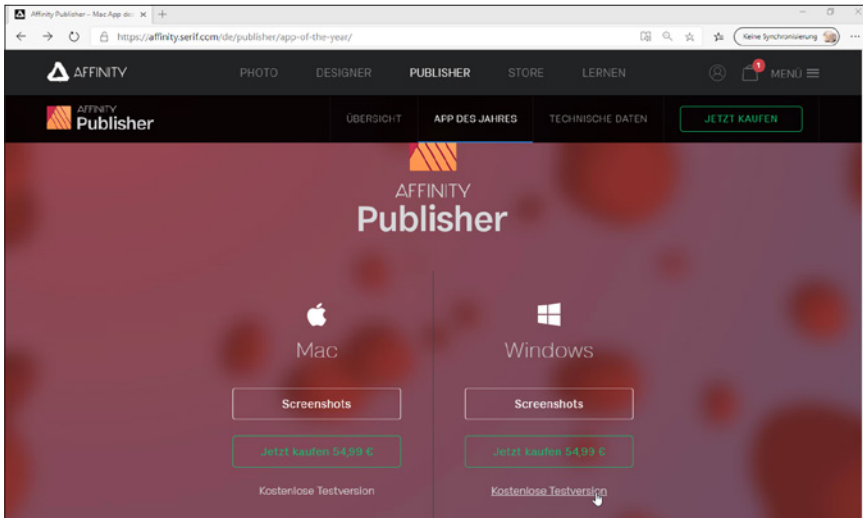 Affinity Publisher – Mac App des
https://affinity.serif.com/de/publisher/app-of-the-year/
Keine Synchronisierung
AFFINITY
PHOTO
DESIGNER
PUBLISHER
STORE
LERNEN
1
MENÜ
AFFINITY
Publisher
ÜBERSICHT
APP DES JAHRES
TECHNISCHE DATEN
JETZT KAUFEN
AFFINITY
Publisher
Mac
Windows
Screenshots
Screenshots
Jetzt kaufen 54,99 €
Jetzt kaufen 54,99 €
Kostenlose Testversion
Kostenlose Testversion